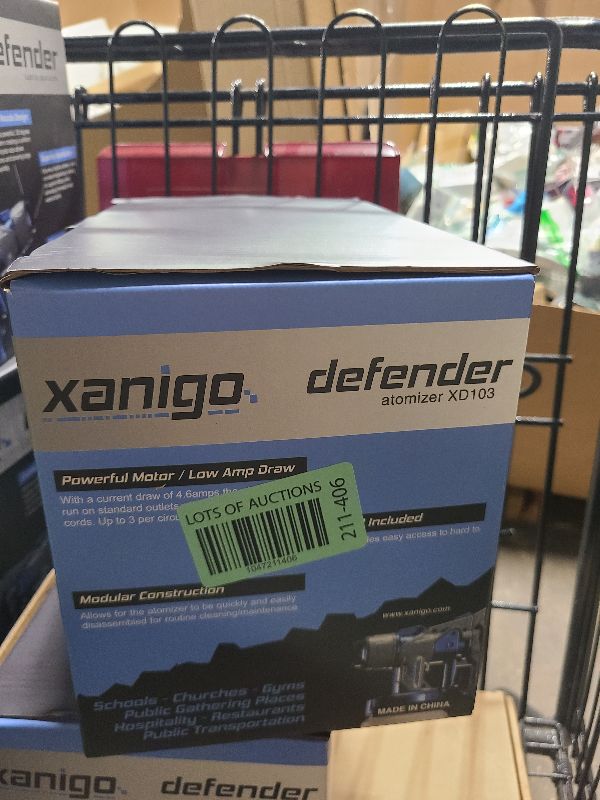 efender
xanigo
defender
atomizer XD103
Powerful Motor / Low Amp Draw
With a current draw of 4.6amps the
run on standard outlets
cords. Up to 3 per circu
LOTS OF AUCTIONS
211-406
1047211406
Included
es easy access to hard to
Modular Construction
Allows for the atomizer to be quickly and easily
disassembled for routine cleaning/maintenance
www.xanigo.com
Schools - Churches - Gyms
Public Gathering Places
Hospitality - Restaurants
Public Transportation
MADE IN CHINA
xanigo
defender